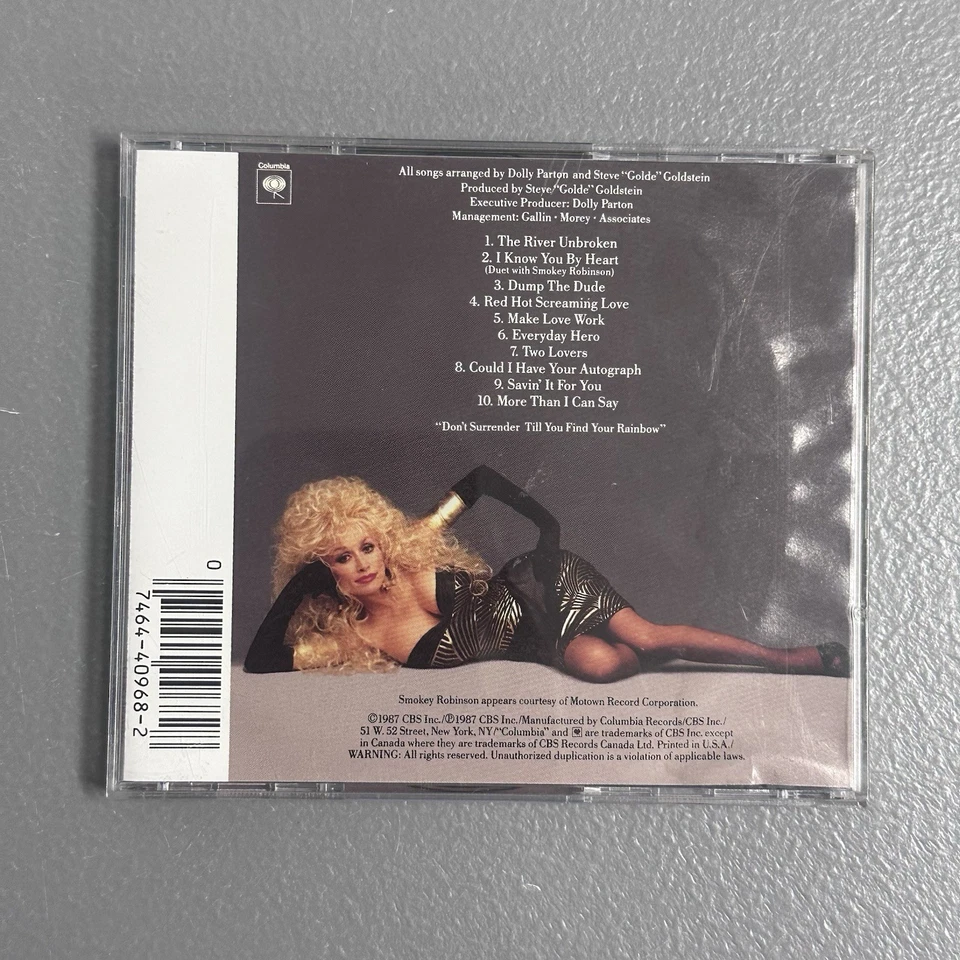 Columbia
All songs arranged by Dolly Parton and Steve "Golde" Goldstein
Produced by Steve "Golde" Goldstein
Executive Producer: Dolly Parton
Management: Gallin · Morey · Associates
1. The River Unbroken
2. I Know You By Heart
(Duet with Smokey Robinson)
3. Dump The Dude
4. Red Hot Screaming Love
5. Make Love Work
6. Everyday Hero
7. Two Lovers
8. Could I Have Your Autograph
9. Savin' It For You
10. More Than I Can Say
"Don't Surrender Till You Find Your Rainbow"
0
7464-40968-2
Smokey Robinson appears courtesy of Motown Record Corporation.
©1987 CBS Inc./℗1987 CBS Inc./Manufactured by Columbia Records/CBS Inc./
51 W. 52 Street, New York, NY/"Columbia" and are trademarks of CBS Inc. except
in Canada where they are trademarks of CBS Records Canada Ltd. Printed in U.S.A./
WARNING: All rights reserved. Unauthorized duplication is a violation of applicable laws.